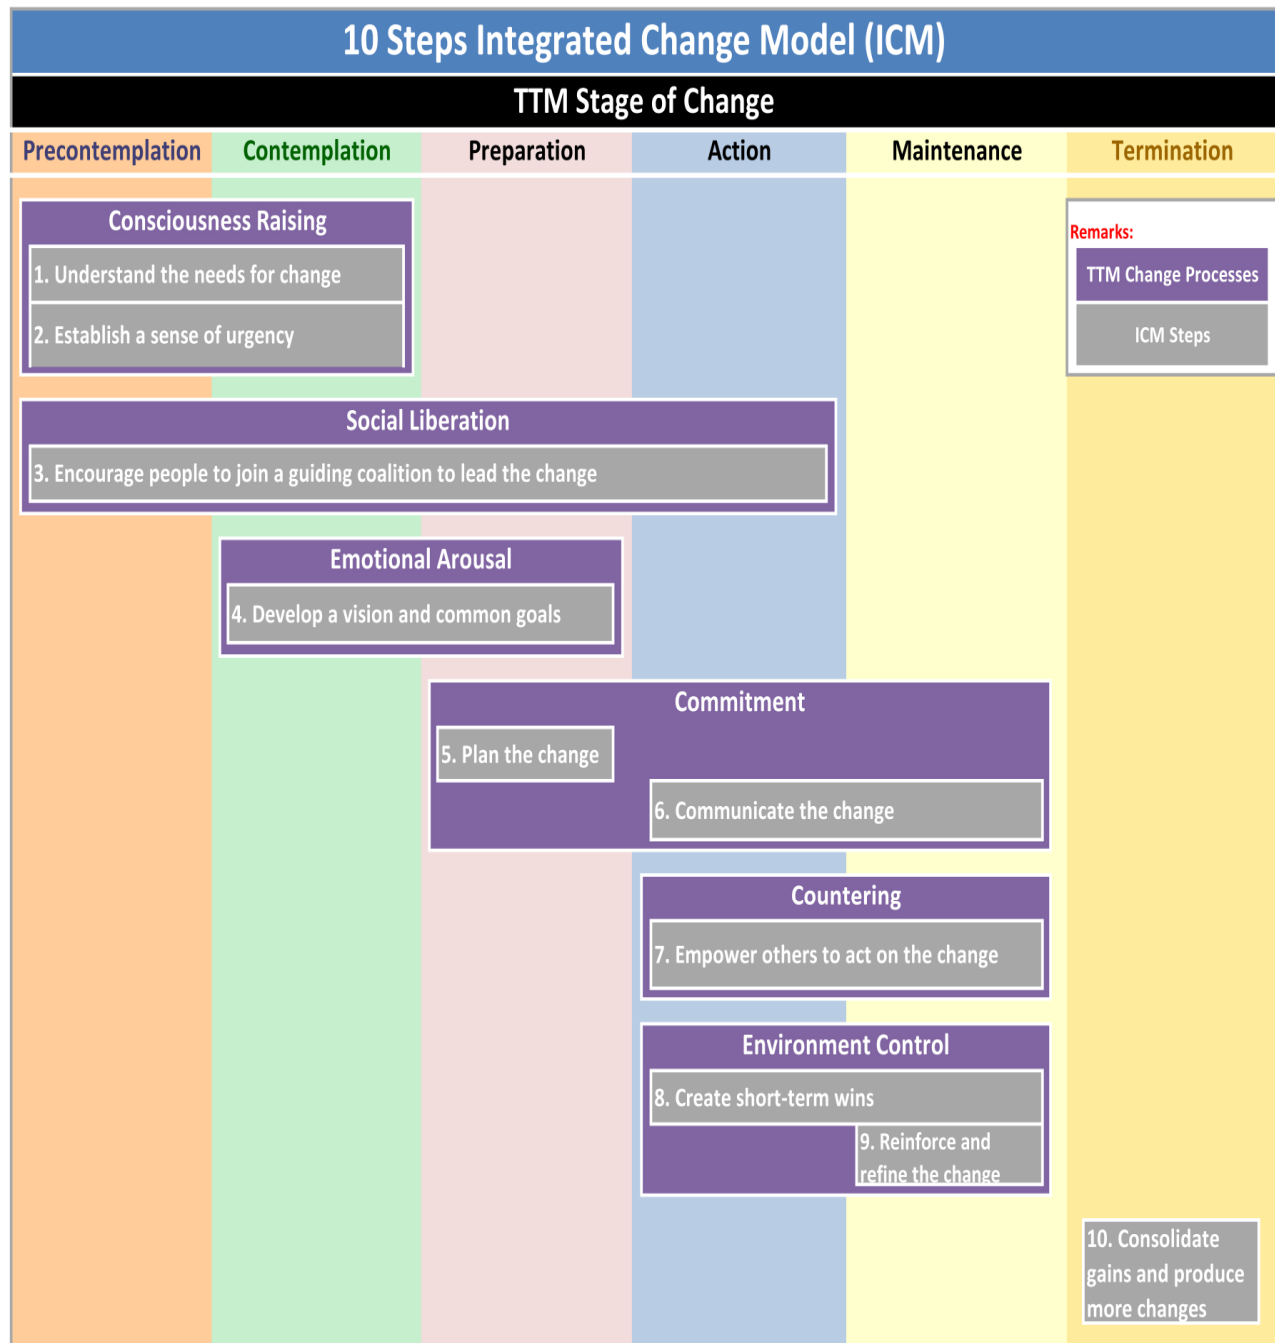 10 Steps Integrated Change Model (ICM)
TTM Stage of Change
Precontemplation
Contemplation
Preparation
Action
Maintenance
Termination
Consciousness Raising
1. Understand the needs for change
2. Establish a sense of urgency
Remarks:
TTM Change Processes
ICM Steps
Social Liberation
3. Encourage people to join a guiding coalition to lead the change
Emotional Arousal
4. Develop a vision and common goals
Commitment
5. Plan the change
6. Communicate the change
Countering
7. Empower others to act on the change
Environment Control
8. Create short-term wins
9. Reinforce and
refine the change
10. Consolidate
gains and produce
more changes